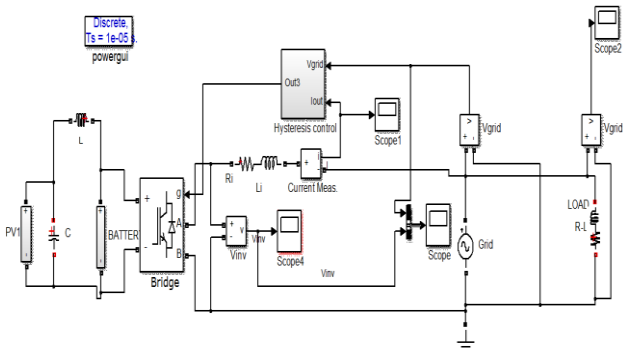 Discrete,
Ts = 1e-05 s.
powergui
Scope2
Vgrid
Out3
Iout
Hysteresis control
Scope1
Vgrid
Vgrid
L
Ri
Li
+
-
i
Current Meas.
PV1
C
BATTER
+
-
g
A
B
Bridge
+
-
v
Vinv
Vinv
Scope4
Vinv
Scope
Grid
LOAD
R-L